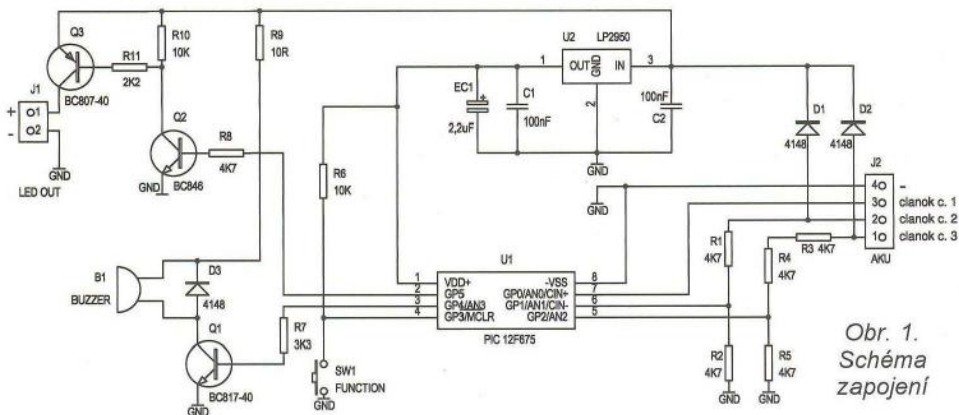 Q3
BC807-40
R11
2K2
R10
10K
R9
10R
J1
+
-
1
2
GND
LED OUT
Q2
BC846
GND
R8
4K7
R6
10K
EC1
+
2,2uF
C1
100nF
U2
LP2950
1
OUT
GND
IN
3
2
GND
100nF
C2
D1
4148
D2
4148
J2
4
-
3
clanok c. 1
2
clanok c. 2
1
clanok c. 3
AKU
GND
R1
4K7
R3 4K7
R4
4K7
B1
BUZZER
D3
4148
Q1
BC817-40
GND
R7
3K3
SW1
FUNCTION
GND
U1
1
VDD+
2
GP5
3
GP4/AN3
4
GP3/MCLR
-VSS
8
GP0/AN0/CIN+
7
GP1/AN1/CIN-
6
GP2/AN2
5
PIC 12F675
R2
4K7
GND
R5
4K7
GND
Obr. 1.
Schéma
zapojení